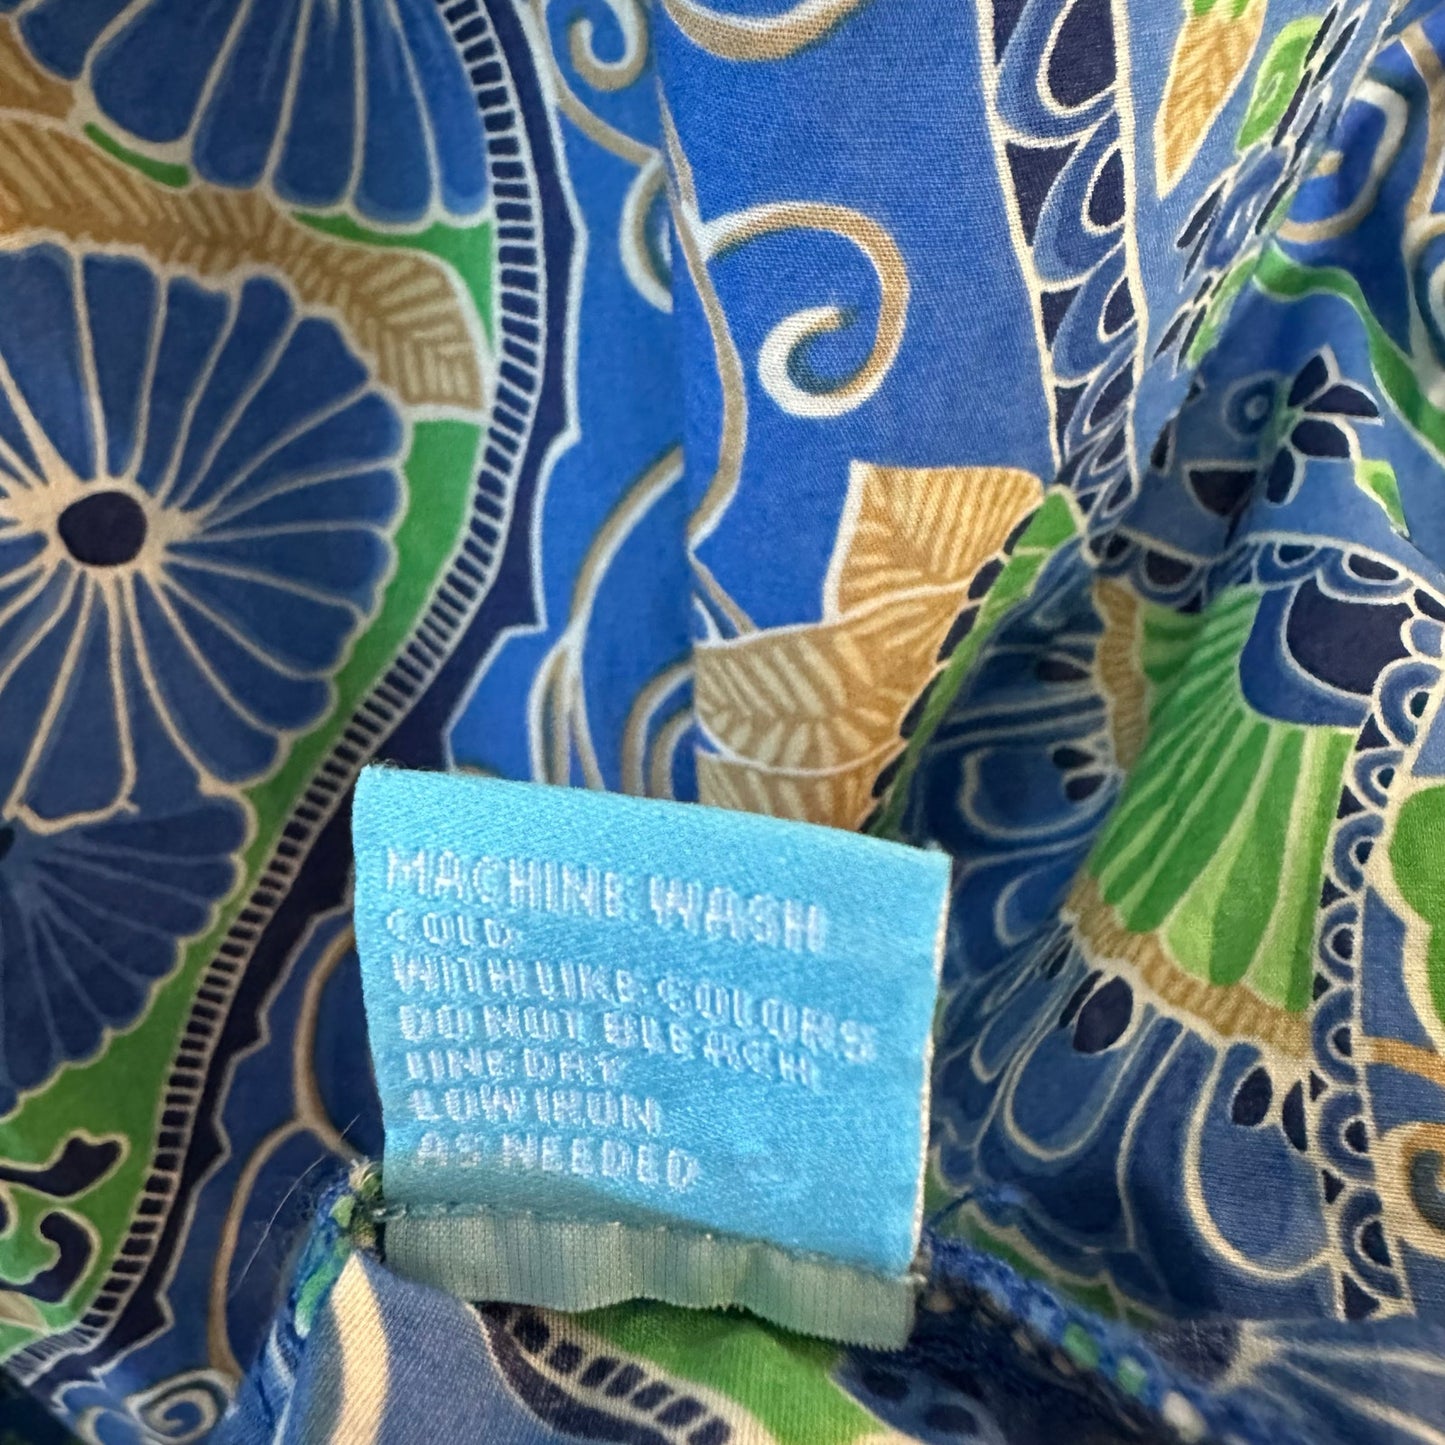 MACHINE WASH
COLD
WITH LIKE COLORS
DO NOT BLEACH
LINE DRY
LOW IRON
AS NEEDED